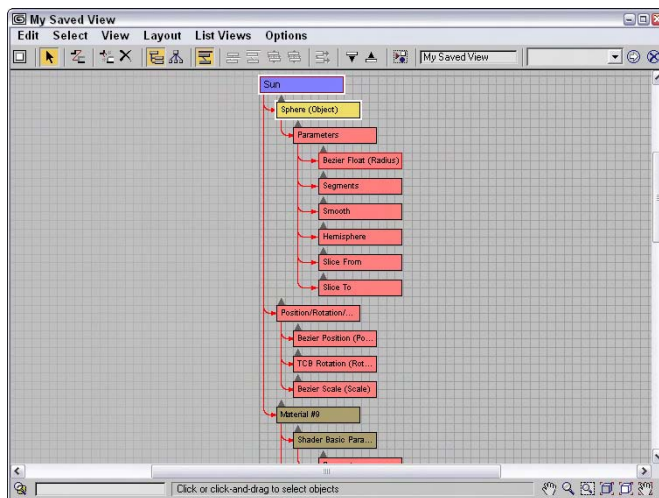 My Saved View
Edit Select View Layout List Views Options
My Saved View
Sun
Sphere (Object)
Parameters
Bezier Float (Radius)
Segments
Smooth
Hemisphere
Slice From
Slice To
Position/Rotation/...
Bezier Position (Po...
TCB Rotation (Rot...
Bezier Scale (Scale)
Material #9
Shader Basic Para...
Click or click-and-drag to select objects